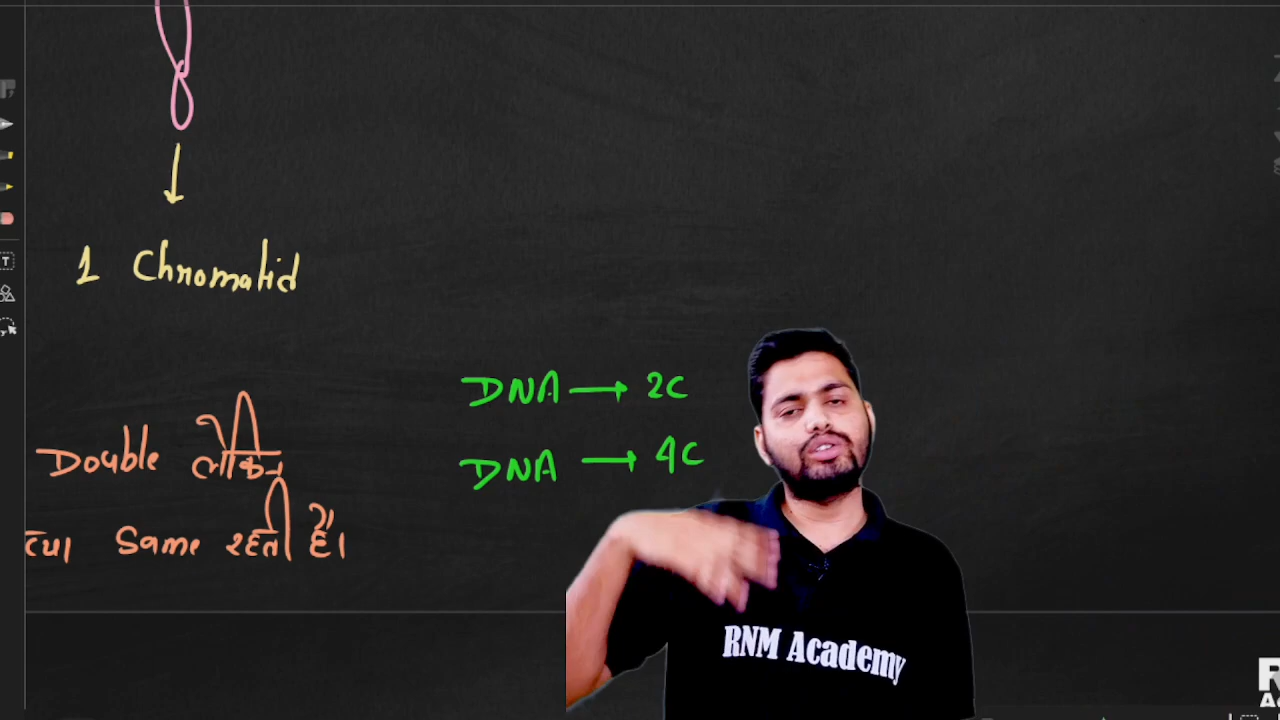 1 Chromatid
DNA → 2C
Double लेकिन
DNA → 4C
Same रहती है।
RNM Academy